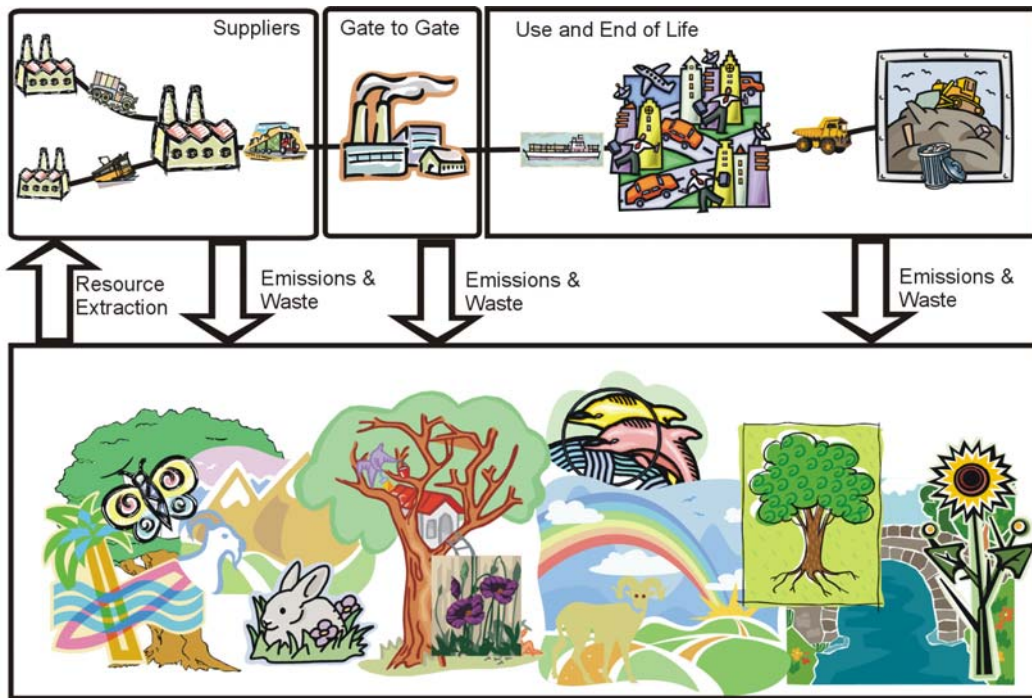 Suppliers
Gate to Gate
Use and End of Life
Resource
Extraction
Emissions &
Waste
Emissions &
Waste
Emissions &
Waste